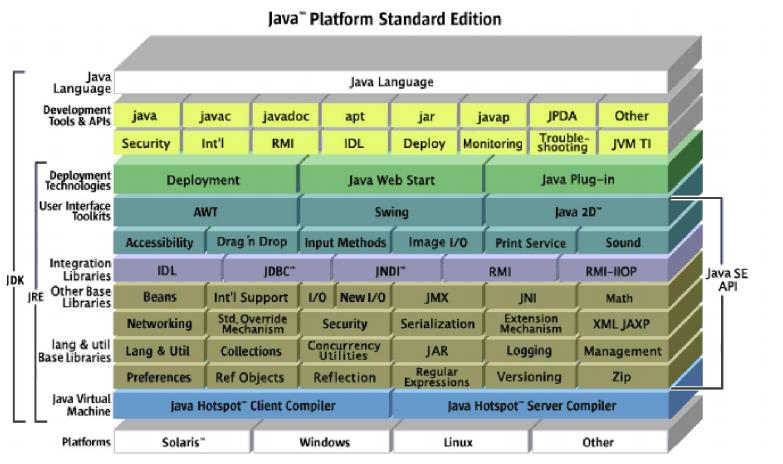 Java™ Platform Standard Edition
Java Language
Java Language
Development Tools & APIs
java javac javadoc apt jar javap JPDA Other
Security Int'l RMI IDL Deploy Monitoring Trouble-shooting JVM TI
Deployment Technologies
Deployment Java Web Start Java Plug-in
User Interface Toolkits
AWT Swing Java 2D™
Accessibility Drag'n Drop Input Methods Image I/O Print Service Sound
Integration Libraries
IDL JDBC™ JNDI™ RMI RMI-IIOP
Other Base Libraries
Beans Int'l Support I/O New I/O JMX JNI Math
Networking Std. Override Mechanism Security Serialization Extension Mechanism XML JAXP
lang & util Base Libraries
Lang & Util Collections Concurrency Utilities JAR Logging Management
Preferences Ref Objects Reflection Regular Expressions Versioning Zip
Java Virtual Machine
Java Hotspot™ Client Compiler Java Hotspot™ Server Compiler
Platforms
Solaris™ Windows Linux Other
JDK
JRE
Java SE API